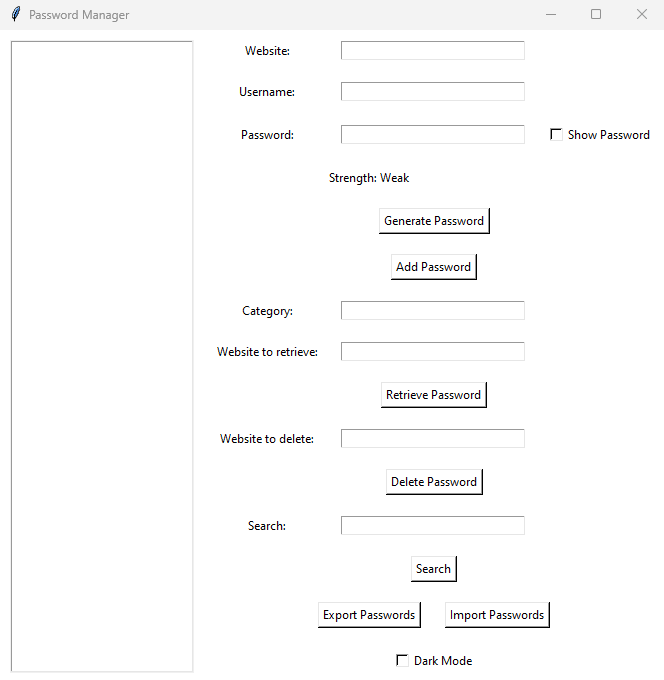 Password Manager
Website:
Username:
Password:
Show Password
Strength: Weak
Generate Password
Add Password
Category:
Website to retrieve:
Retrieve Password
Website to delete:
Delete Password
Search:
Search
Export Passwords
Import Passwords
Dark Mode